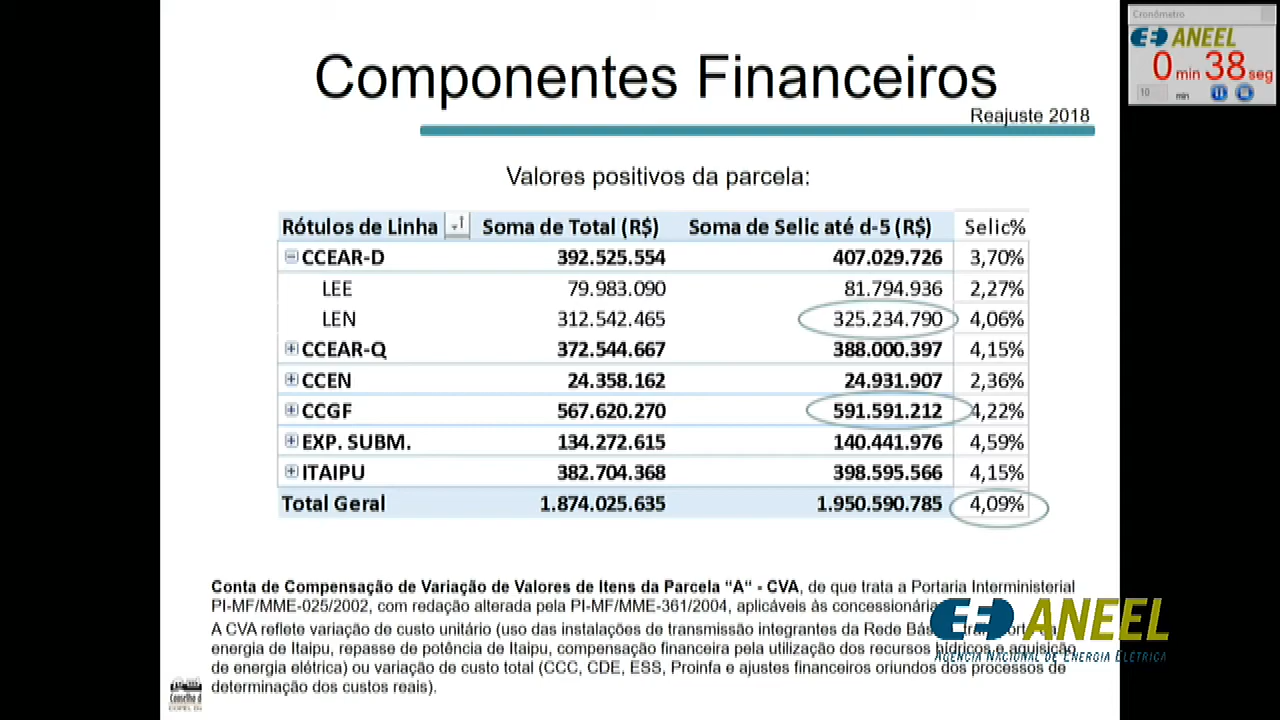 Cronômetro
ANEEL
0 min 38 seg
10 min
Componentes Financeiros
Reajuste 2018
Valores positivos da parcela:
Rótulos de Linha Soma de Total (R$) Soma de Selic até d-5 (R$) Selic%
CCEAR-D 392.525.554 407.029.726 3,70%
LEE 79.983.090 81.794.936 2,27%
LEN 312.542.465 325.234.790 4,06%
CCEAR-Q 372.544.667 388.000.397 4,15%
CCEN 24.358.162 24.931.907 2,36%
CCGF 567.620.270 591.591.212 4,22%
EXP. SUBM. 134.272.615 140.441.976 4,59%
ITAIPU 382.704.368 398.595.566 4,15%
Total Geral 1.874.025.635 1.950.590.785 4,09%
Conta de Compensação de Variação de Valores de Itens da Parcela "A" - CVA, de que trata a Portaria Interministerial
PI-MF/MME-025/2002, com redação alterada pela PI-MF/MME-361/2004, aplicáveis às
A CVA reflete variação de custo unitário (uso das instalações de transmissão integrantes da Rede
energia de Itaipu, repasse de potência de Itaipu, compensação financeira pela utilização dos recursos hídricos e aquisição
de energia elétrica) ou variação de custo total (CCC, CDE, ESS, Proinfa e ajustes financeiros oriundos dos processos de
determinação dos custos reais).
ANEEL
AGÊNCIA NACIONAL DE ENERGIA ELÉTRICA
Conselho